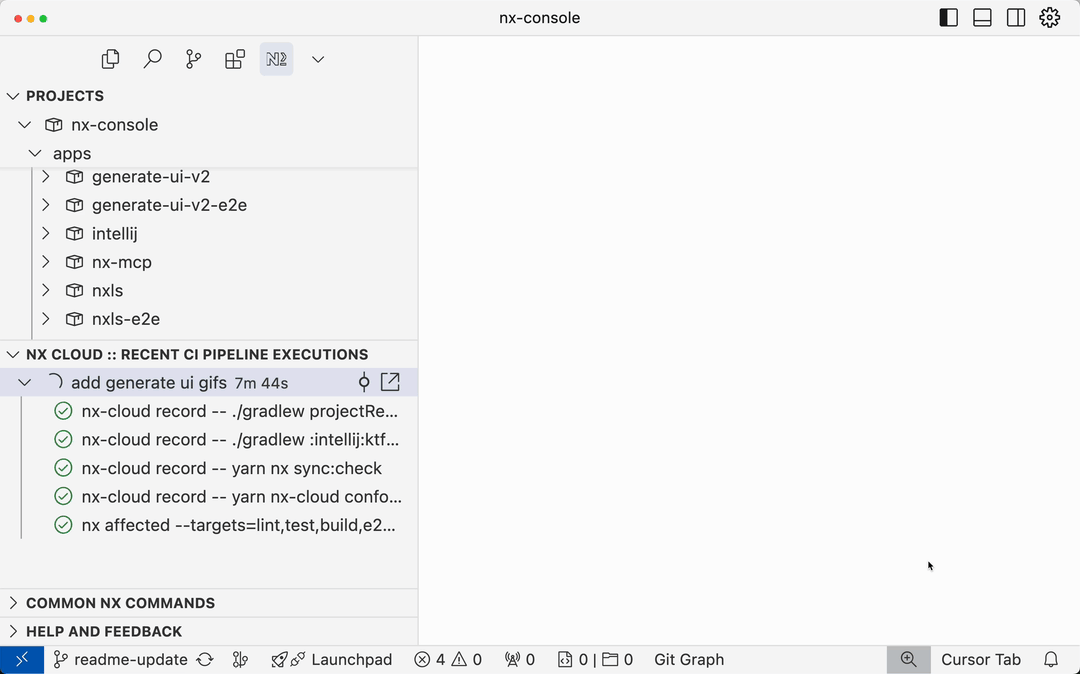 nx-console
PROJECTS
nx-console
apps
generate-ui-v2
generate-ui-v2-e2e
intellij
nx-mcp
nxls
nxls-e2e
NX CLOUD :: RECENT CI PIPELINE EXECUTIONS
add generate ui gifs 7m 44s
nx-cloud record -- ./gradlew projectRe...
nx-cloud record -- ./gradlew :intellij:ktf...
nx-cloud record -- yarn nx sync:check
nx-cloud record -- yarn nx-cloud confo...
nx affected --targets=lint,test,build,e2...
COMMON NX COMMANDS
HELP AND FEEDBACK
readme-update Launchpad 4 0 0 0 | 0 Git Graph Cursor Tab